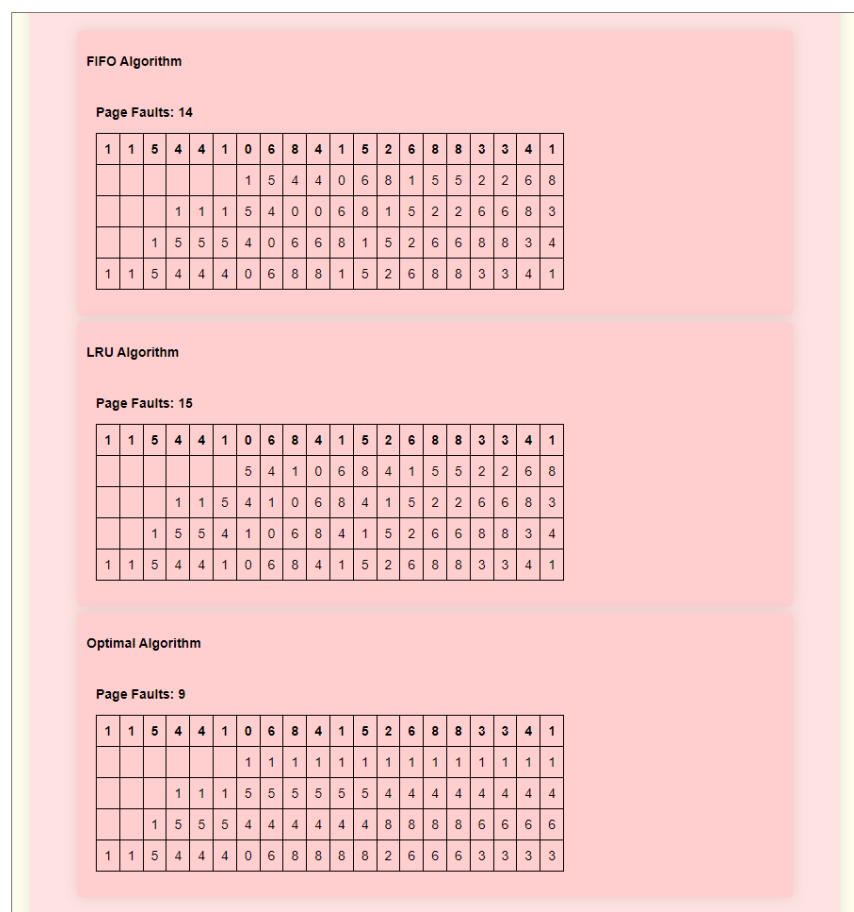 FIFO Algorithm
Page Faults: 14
1 1 5 4 4 1 0 6 8 4 1 5 2 6 8 8 3 3 4 1
1 5 4 4 0 6 8 1 5 5 2 2 6 8
1 1 1 5 4 0 0 6 8 1 5 2 2 6 6 8 3
1 5 5 5 4 0 6 6 8 1 5 2 6 6 8 8 3 4
1 1 5 4 4 4 0 6 8 8 1 5 2 6 8 8 3 3 4 1
LRU Algorithm
Page Faults: 15
1 1 5 4 4 1 0 6 8 4 1 5 2 6 8 8 3 3 4 1
5 4 1 0 6 8 4 1 5 5 2 2 6 8
1 1 5 4 1 0 6 8 4 1 5 2 2 6 6 8 3
1 5 5 4 1 0 6 8 4 1 5 2 6 6 8 8 3 4
1 1 5 4 4 1 0 6 8 4 1 5 2 6 8 8 3 3 4 1
Optimal Algorithm
Page Faults: 9
1 1 5 4 4 1 0 6 8 4 1 5 2 6 8 8 3 3 4 1
1 1 1 1 1 1 1 1 1 1 1 1 1 1
1 1 1 5 5 5 5 5 5 4 4 4 4 4 4 4 4
1 5 5 5 4 4 4 4 4 4 8 8 8 8 6 6 6 6
1 1 5 4 4 4 0 6 8 8 8 8 2 6 6 6 3 3 3 3